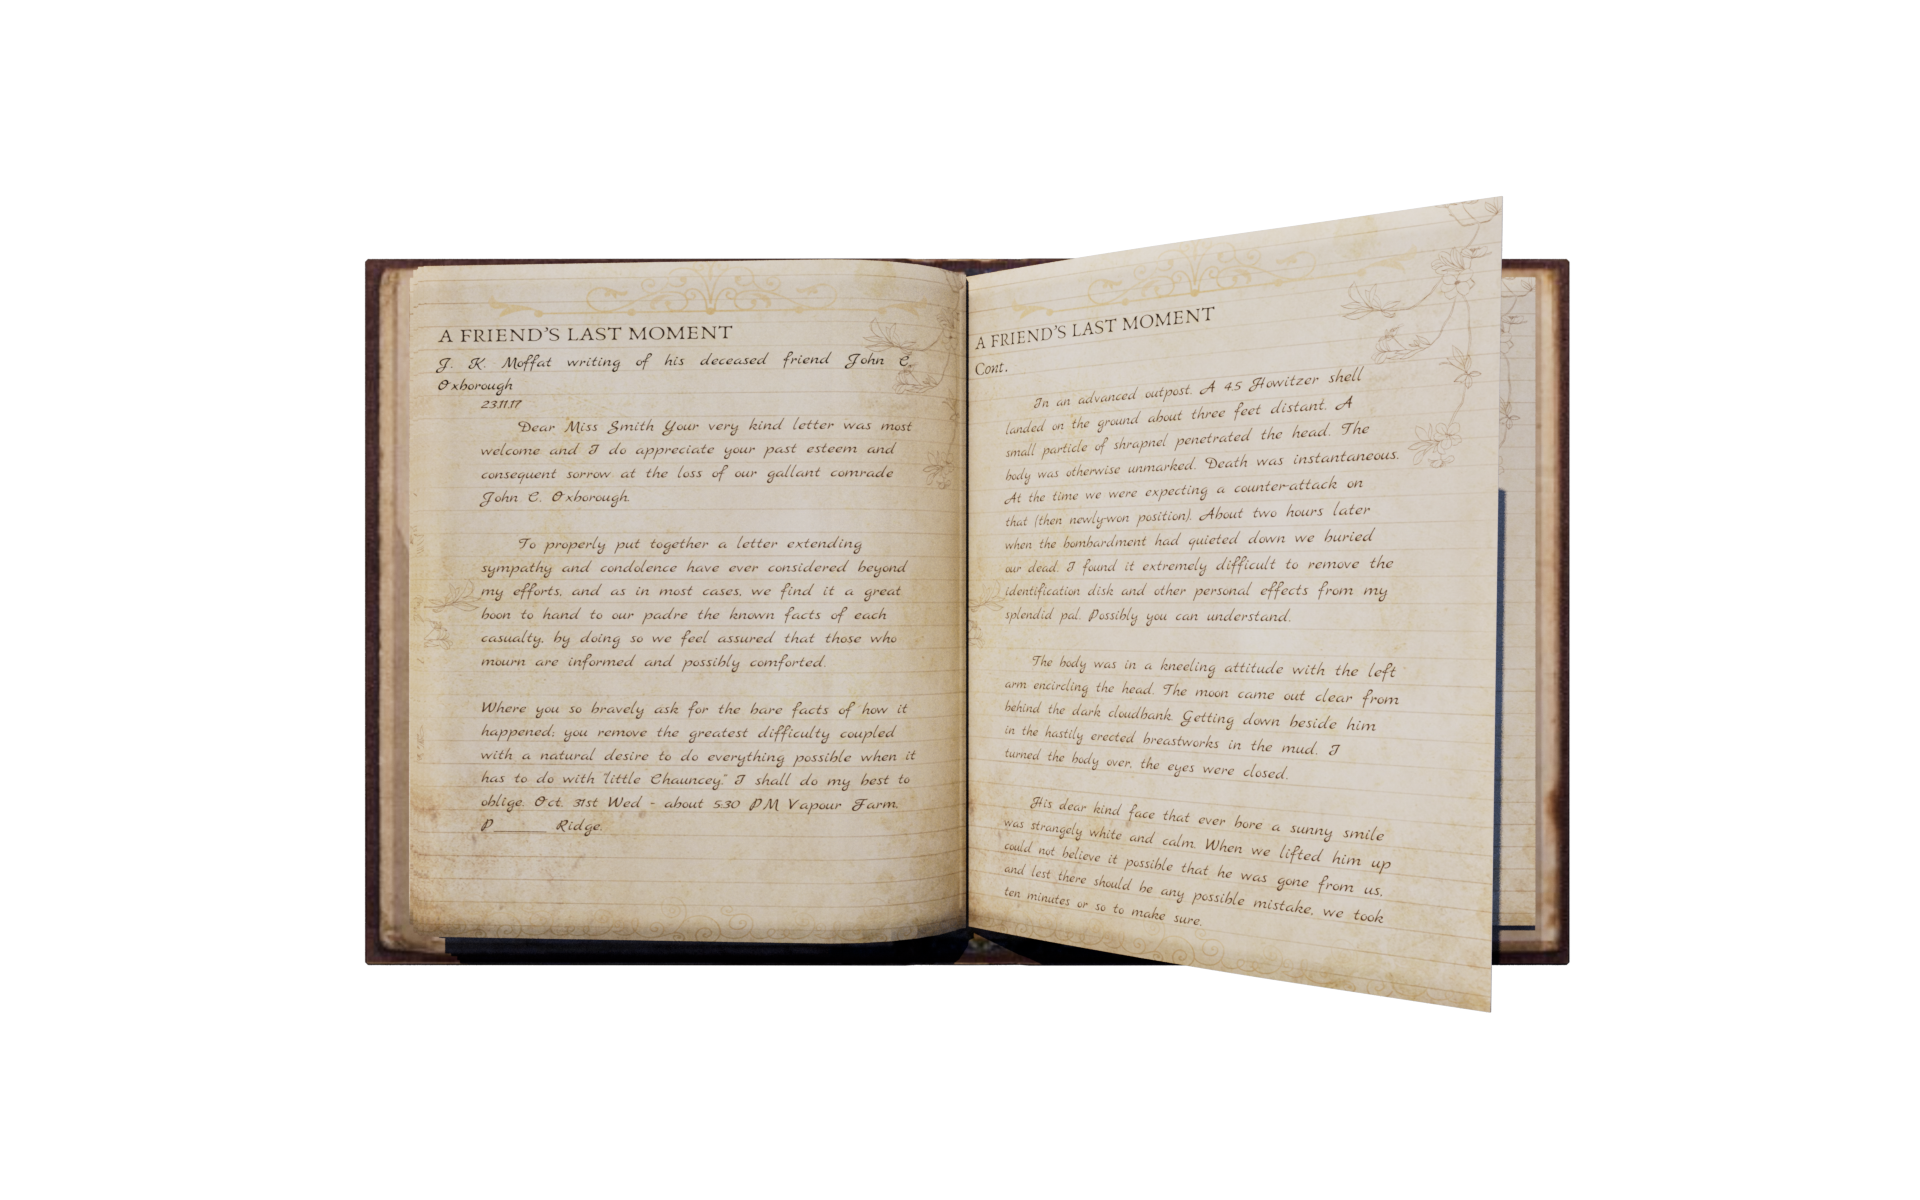 A FRIEND'S LAST MOMENT
J. K. Moffat writing of his deceased friend John C.
Oxborough
23.11.17
Dear Miss Smith Your very kind letter was most
welcome and I do appreciate your past esteem and
consequent sorrow at the loss of our gallant comrade
John C. Oxborough.
To properly put together a letter extending
sympathy and condolence have ever considered beyond
my efforts, and as in most cases, we find it a great
boon to hand to our padre the known facts of each
casualty, by doing so we feel assured that those who
mourn are informed and possibly comforted.
Where you so bravely ask for the bare facts of how it
happened; you remove the greatest difficulty coupled
with a natural desire to do everything possible when it
has to do with "little Chauncey." I shall do my best to
oblige. Oct. 31st Wed - about 5:30 P.M. Vapour Farm.
P______ Ridge.
A FRIEND'S LAST MOMENT
Cont.
In an advanced outpost. A 4.5 Howitzer shell
landed on the ground about three feet distant. A
small particle of shrapnel penetrated the head. The
body was otherwise unmarked. Death was instantaneous.
At the time we were expecting a counter-attack on
that (then newly-won position). About two hours later
when the bombardment had quieted down we buried
our dead. I found it extremely difficult to remove the
identification disk and other personal effects from my
splendid pal. Possibly you can understand.
The body was in a kneeling attitude with the left
arm encircling the head. The moon came out clear from
behind the dark cloudbank. Getting down beside him
in the hastily erected breastworks in the mud. I
turned the body over, the eyes were closed.
His dear kind face that ever bore a sunny smile
was strangely white and calm. When we lifted him up
could not believe it possible that he was gone from us,
and lest there should be any possible mistake, we took
ten minutes or so to make sure.